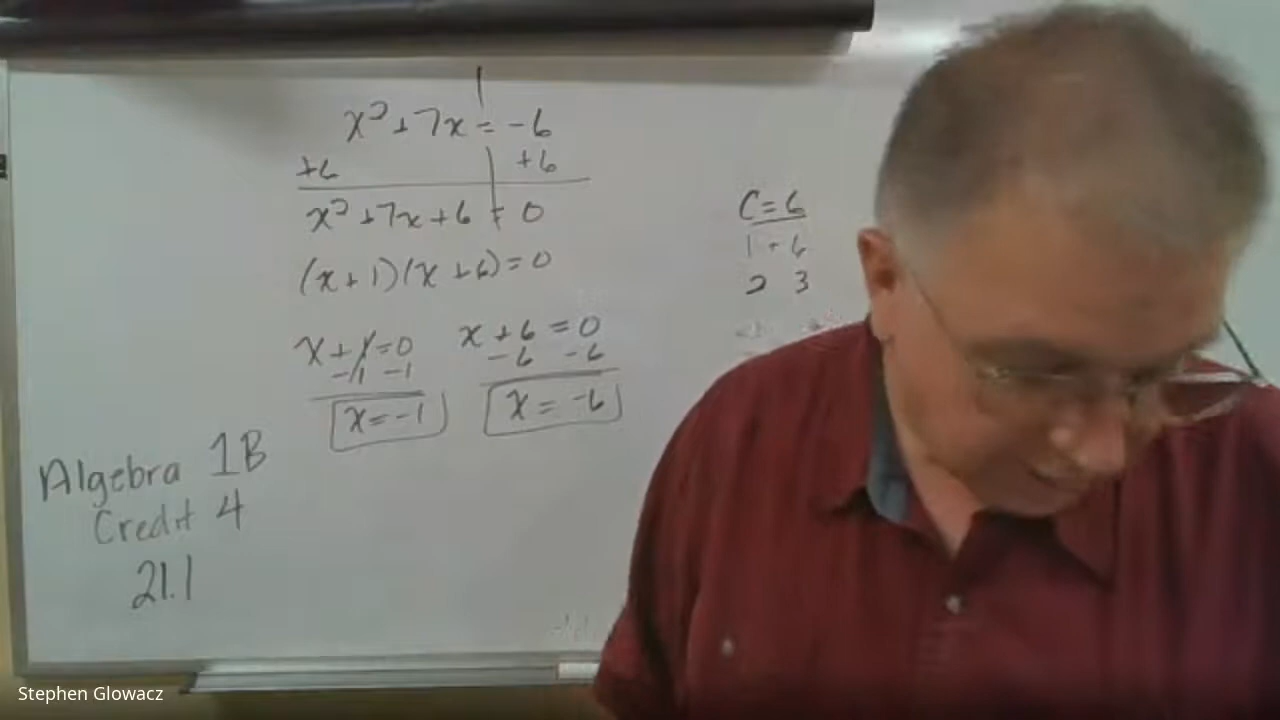 x² + 7x = -6
+6 +6
x² + 7x + 6 = 0
(x + 1)(x + 6) = 0
x + 1 = 0
-1 -1
x = -1
x + 6 = 0
-6 -6
x = -6
C = 6
1 + 6
2 3
Algebra 1B
Credit 4
21.1
Stephen Glowacz